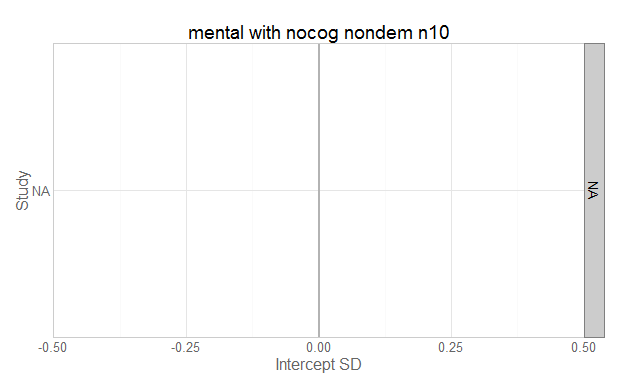 mental with nocog nondem n10
Study
NA
NA
-0.50 -0.25 0.00 0.25 0.50
Intercept SD